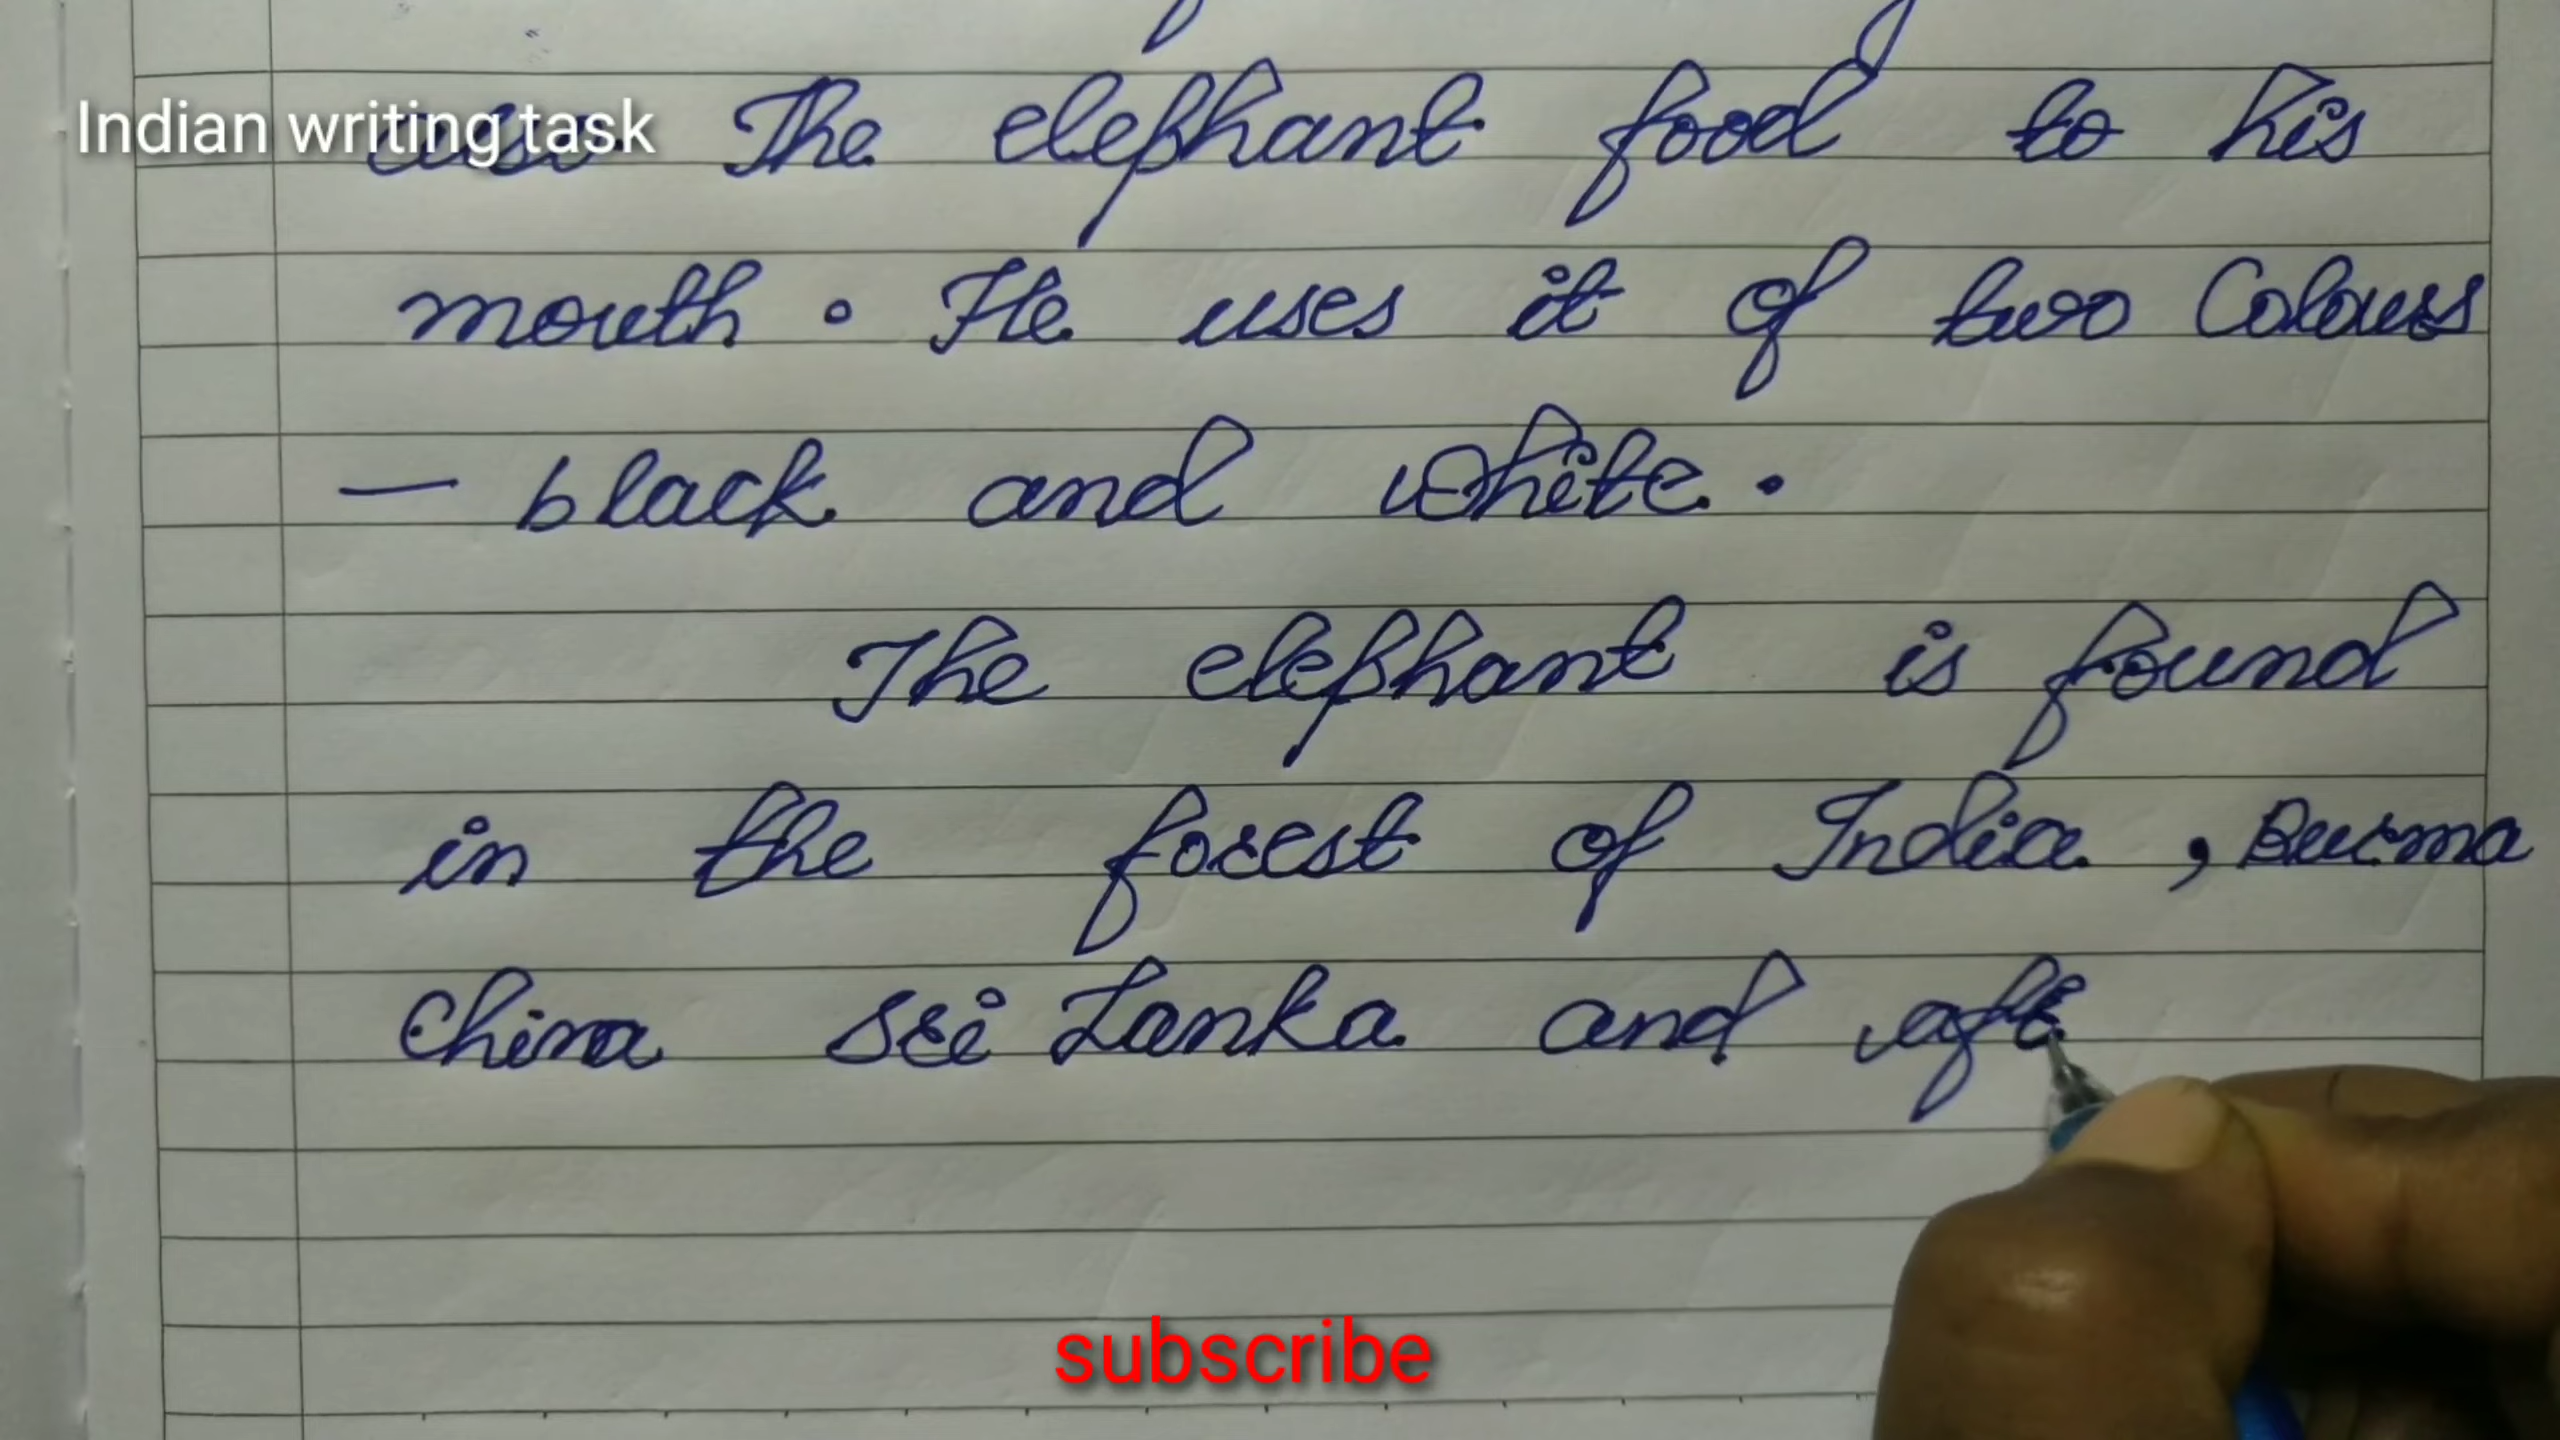 Indian writing task
also The elephant food to his
mouth. He uses it of two Colours
— black and white.
The elephant is found
in the forest of India, Burma
China Sri Lanka and
subscribe